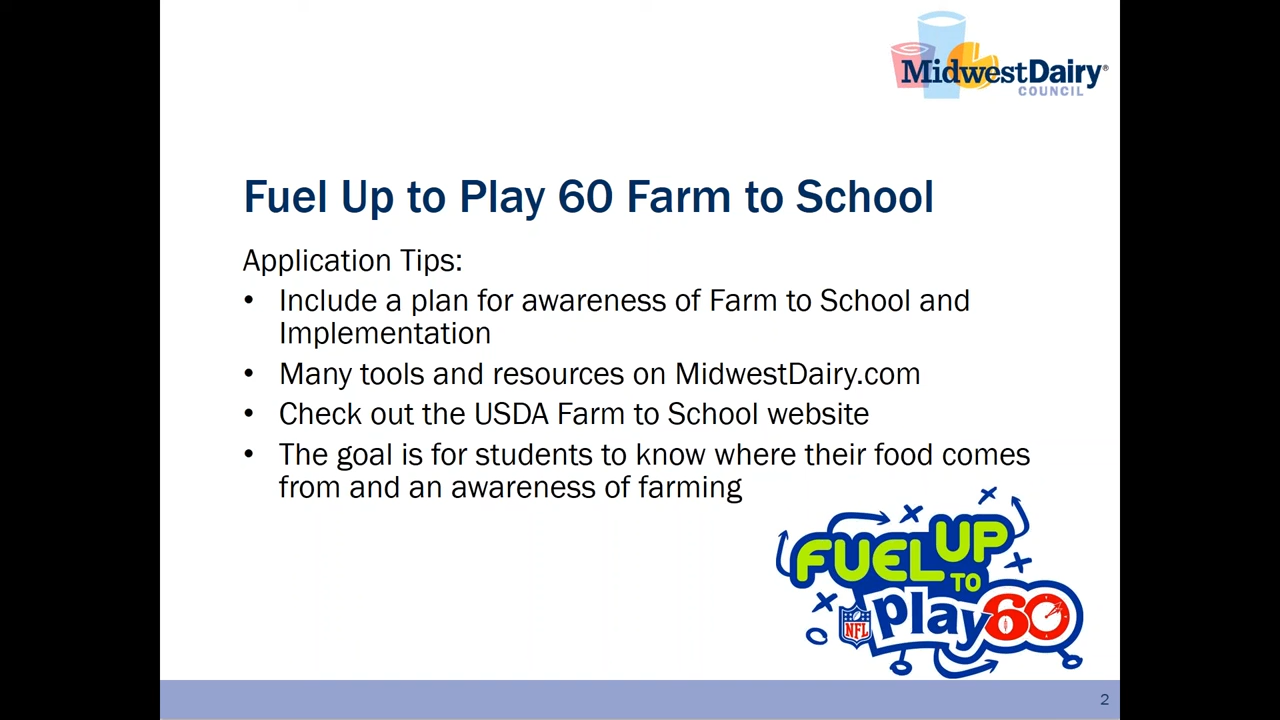 MidwestDairy®
COUNCIL
Fuel Up to Play 60 Farm to School
Application Tips:
• Include a plan for awareness of Farm to School and
Implementation
• Many tools and resources on MidwestDairy.com
• Check out the USDA Farm to School website
• The goal is for students to know where their food comes
from and an awareness of farming
FUEL UP
TO
NFL play 60
2